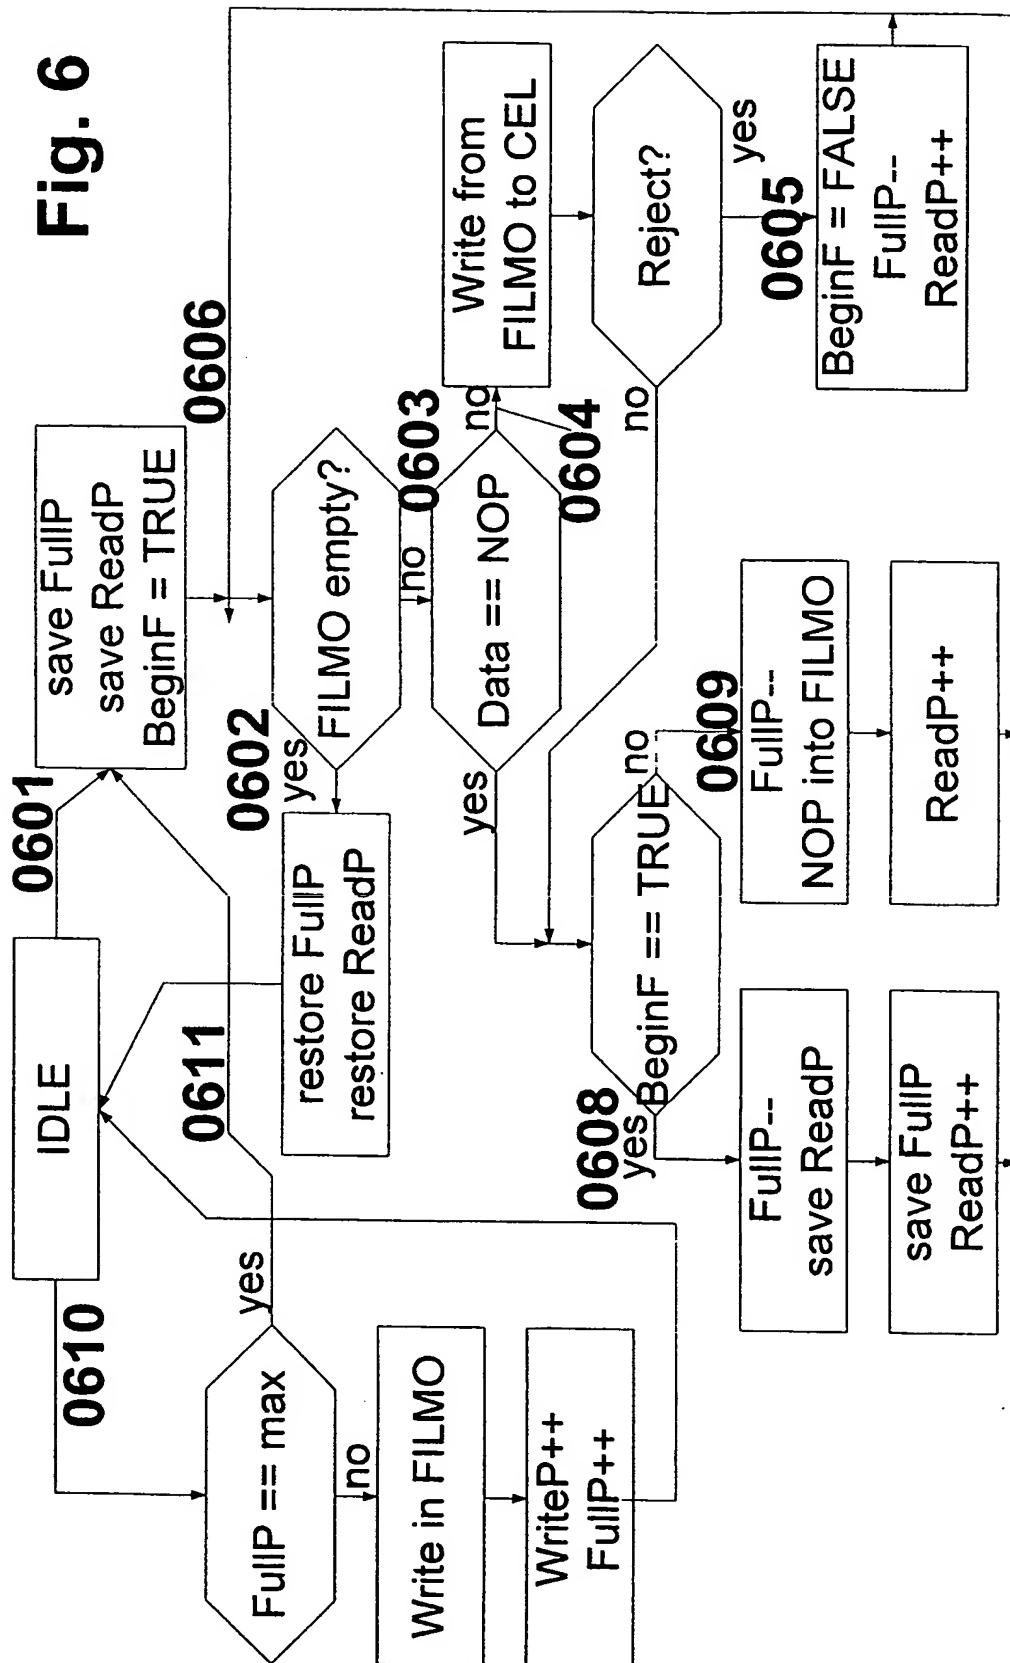 Fig. 6
0610
IDLE
0601
FullP == max
yes
no
Write in FILMO
WriteP++
FullP++
0611
save FullP
save ReadP
BeginF = TRUE
0606
0602
FILMO empty?
yes
no
restore FullP
restore ReadP
0603
Data == NOP
yes
no
0604
Write from
FILMO to CEL
Reject?
no
yes
0605
BeginF = FALSE
FullP--
ReadP++
0608
BeginF == TRUE
yes
no
0609
FullP--
save ReadP
save FullP
ReadP++
FullP--
NOP into FILMO
ReadP++